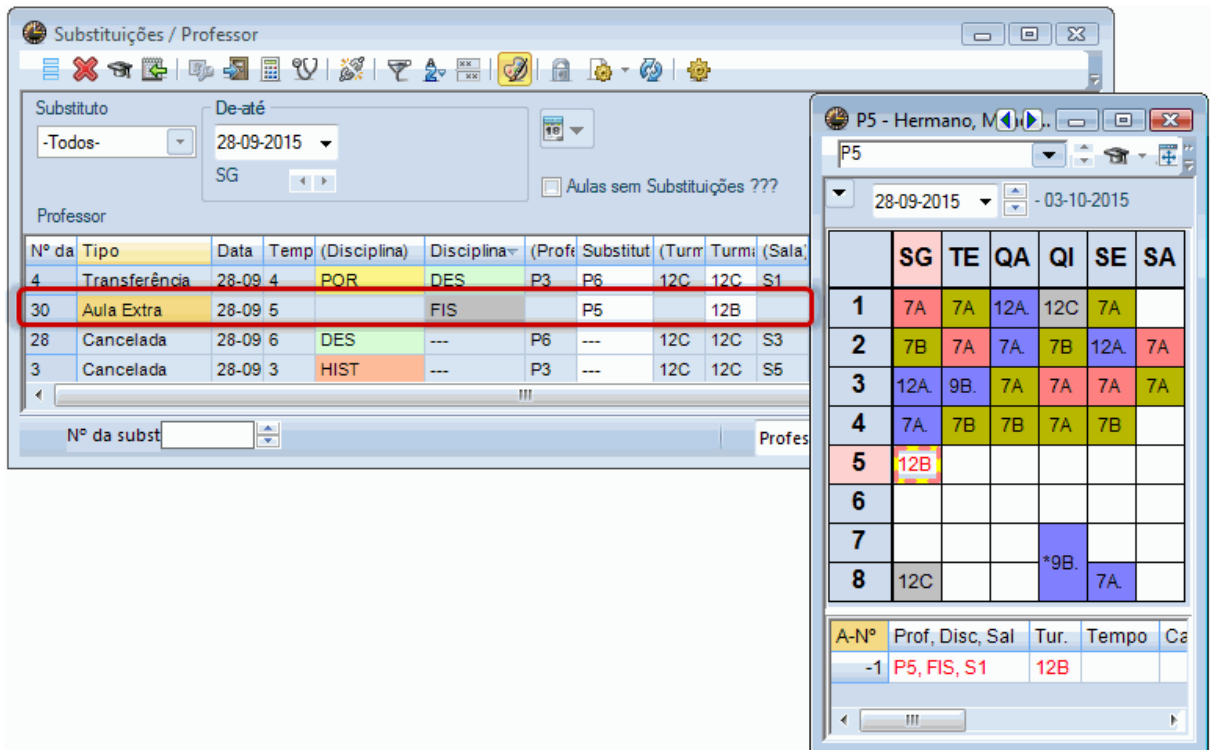 Substituições / Professor
Substituto
De-até
-Todos-
28-09-2015
18
SG
Aulas sem Substituições ???
Professor
Nº da Tipo Data Temp (Disciplina) Disciplina (Profe Substitut (Turm Turma (Sala)
4 Transferência 28-09 4 POR DES P3 P6 12C 12C S1
30 Aula Extra 28-09 5 FIS P5 12B
28 Cancelada 28-09 6 DES --- P6 --- 12C 12C S3
3 Cancelada 28-09 3 HIST --- P3 --- 12C 12C S5
Nº da subst
Profes
P5 - Hermano,
P5
28-09-2015 - 03-10-2015
SG TE QA QI SE SA
1 7A 7A 12A. 12C 7A
2 7B 7A 7A. 7B 12A. 7A
3 12A. 9B. 7A 7A 7A 7A
4 7A. 7B 7B 7A 7B
5 12B
6
7 *9B.
8 12C 7A.
A-Nº Prof, Disc, Sal Tur. Tempo Ca
-1 P5, FIS, S1 12B